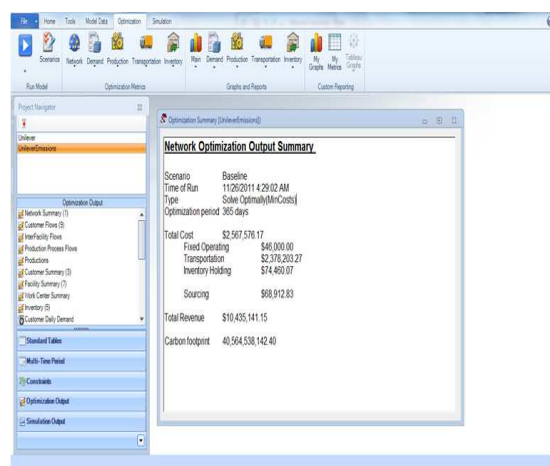 File Home Tools Model Data Optimization Simulation
Scenarios Network Demand Production Transportation Inventory Main Demand Production Transportation Inventory My Graphs My Metrics Tableau Graphs
Run Model Optimization Metrics Graphs and Reports Custom Reporting
Project Navigator
Unilever
UnileverEmissions
Optimization Output
Network Summary (1)
Customer Flows (9)
InterFacility Flows
Production Process Flows
Productions
Customer Summary (3)
Facility Summary (7)
Work Center Summary
Inventory (5)
Customer Daily Demand
Standard Tables
Multi-Time Period
Constraints
Optimization Output
Simulation Output
Optimization Summary [UnileverEmissions]
Network Optimization Output Summary
Scenario Baseline
Time of Run 11/26/2011 4:29:02 AM
Type Solve Optimally(MinCosts)
Optimization period 365 days
Total Cost $2,567,576.17
Fixed Operating $46,000.00
Transportation $2,378,203.27
Inventory Holding $74,460.07
Sourcing $68,912.83
Total Revenue $10,435,141.15
Carbon footprint 40,564,538,142.40